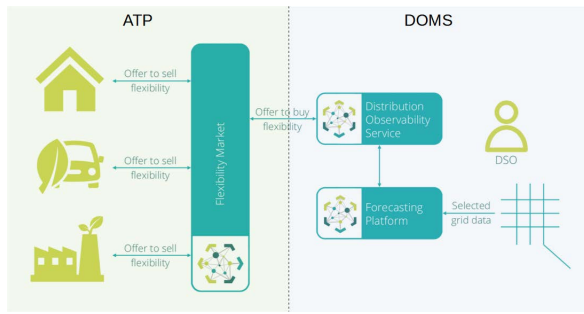 ATP
DOMS
Offer to sell
flexibility
Offer to sell
flexibility
Offer to sell
flexibility
Flexibility Market
Offer to buy
flexibility
Distribution
Observability
Service
DSO
Forecasting
Platform
Selected
grid data